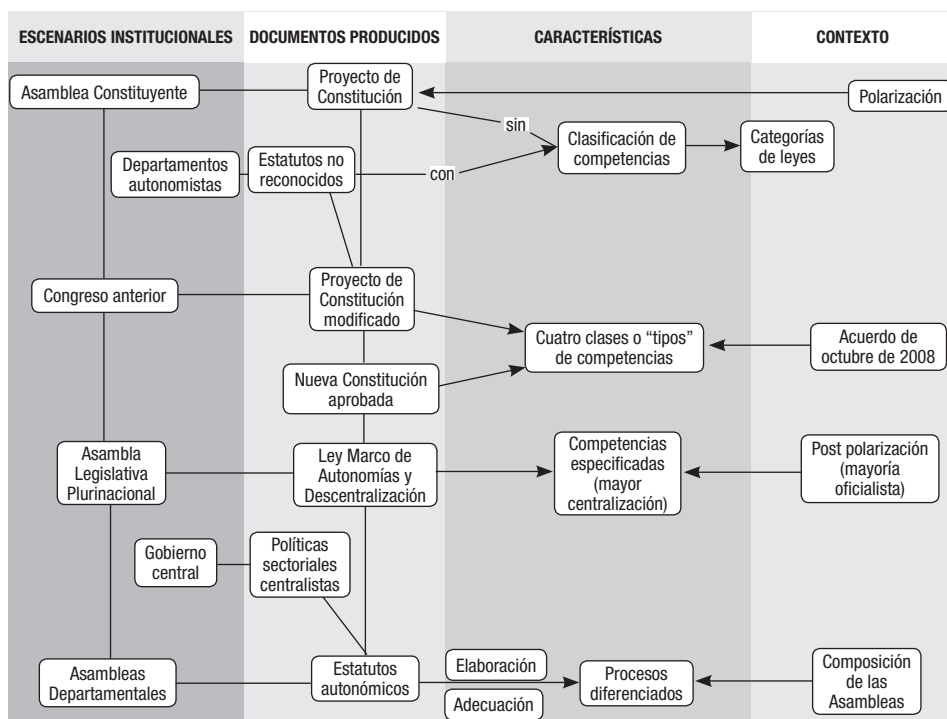 ESCENARIOS INSTITUCIONALES
DOCUMENTOS PRODUCIDOS
CARACTERÍSTICAS
CONTEXTO
Asamblea Constituyente
Proyecto de
Constitución
Polarización
sin
Clasificación de
competencias
Categorías
de leyes
Departamentos
autonomistas
Estatutos no
reconocidos
con
Congreso anterior
Proyecto de
Constitución
modificado
Cuatro clases o “tipos”
de competencias
Acuerdo de
octubre de 2008
Nueva Constitución
aprobada
Asambla
Legislativa
Plurinacional
Ley Marco de
Autonomías y
Descentralización
Competencias
especificadas
(mayor
centralización)
Post polarización
(mayoría
oficialista)
Gobierno
central
Políticas
sectoriales
centralistas
Asambleas
Departamentales
Estatutos
autonómicos
Elaboración
Adecuación
Procesos
diferenciados
Composición
de las
Asambleas